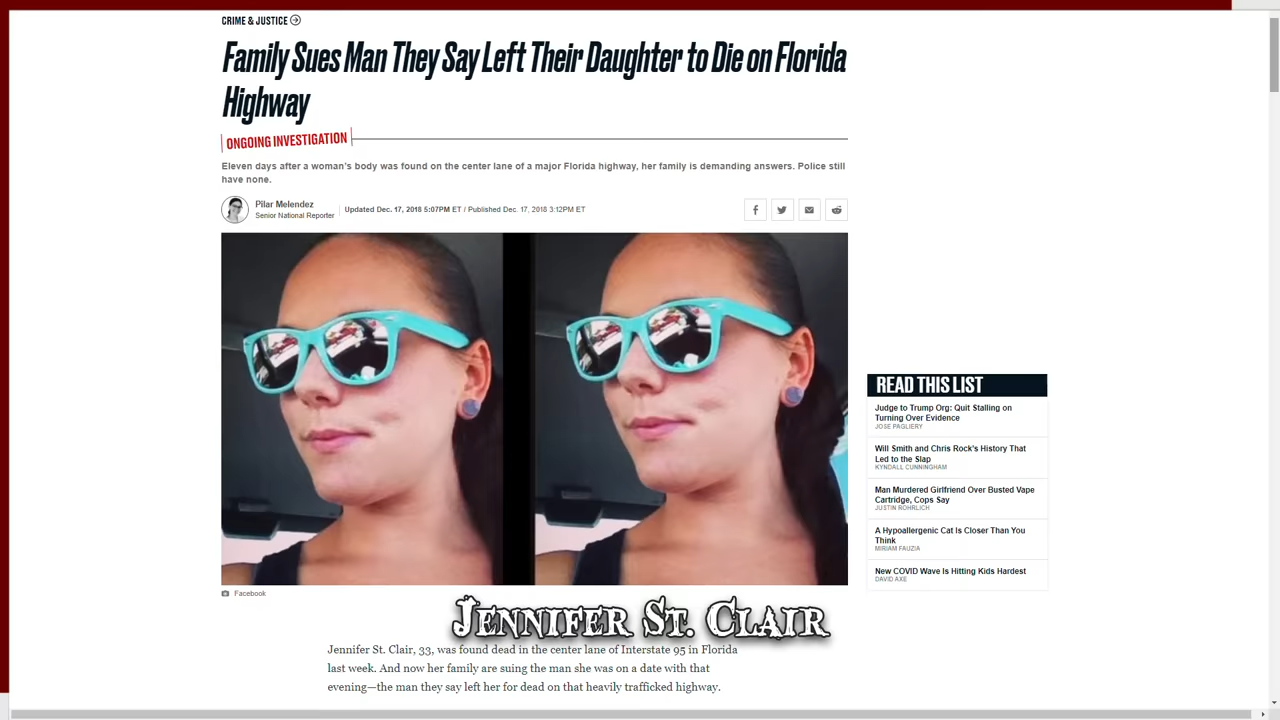 CRIME & JUSTICE
Family Sues Man They Say Left Their Daughter to Die on Florida
Highway
ONGOING INVESTIGATION
Eleven days after a woman's body was found on the center lane of a major Florida highway, her family is demanding answers. Police still
have none.
Pilar Melendez
Senior National Reporter
Updated Dec. 17, 2018 5:07PM ET / Published Dec. 17, 2018 3:12PM ET
Facebook
READ THIS LIST
Judge to Trump Org: Quit Stalling on
Turning Over Evidence
JOSE PAGLIERY
Will Smith and Chris Rock's History That
Led to the Slap
KYNDALL CUNNINGHAM
Man Murdered Girlfriend Over Busted Vape
Cartridge, Cops Say
JUSTIN ROHRLICH
A Hypoallergenic Cat Is Closer Than You
Think
MIRIAM FAUZIA
New COVID Wave Is Hitting Kids Hardest
DAVID AXE
JENNIFER ST. CLAIR
Jennifer St. Clair, 33, was found dead in the center lane of Interstate 95 in Florida
last week. And now her family are suing the man she was on a date with that
evening—the man they say left her for dead on that heavily trafficked highway.